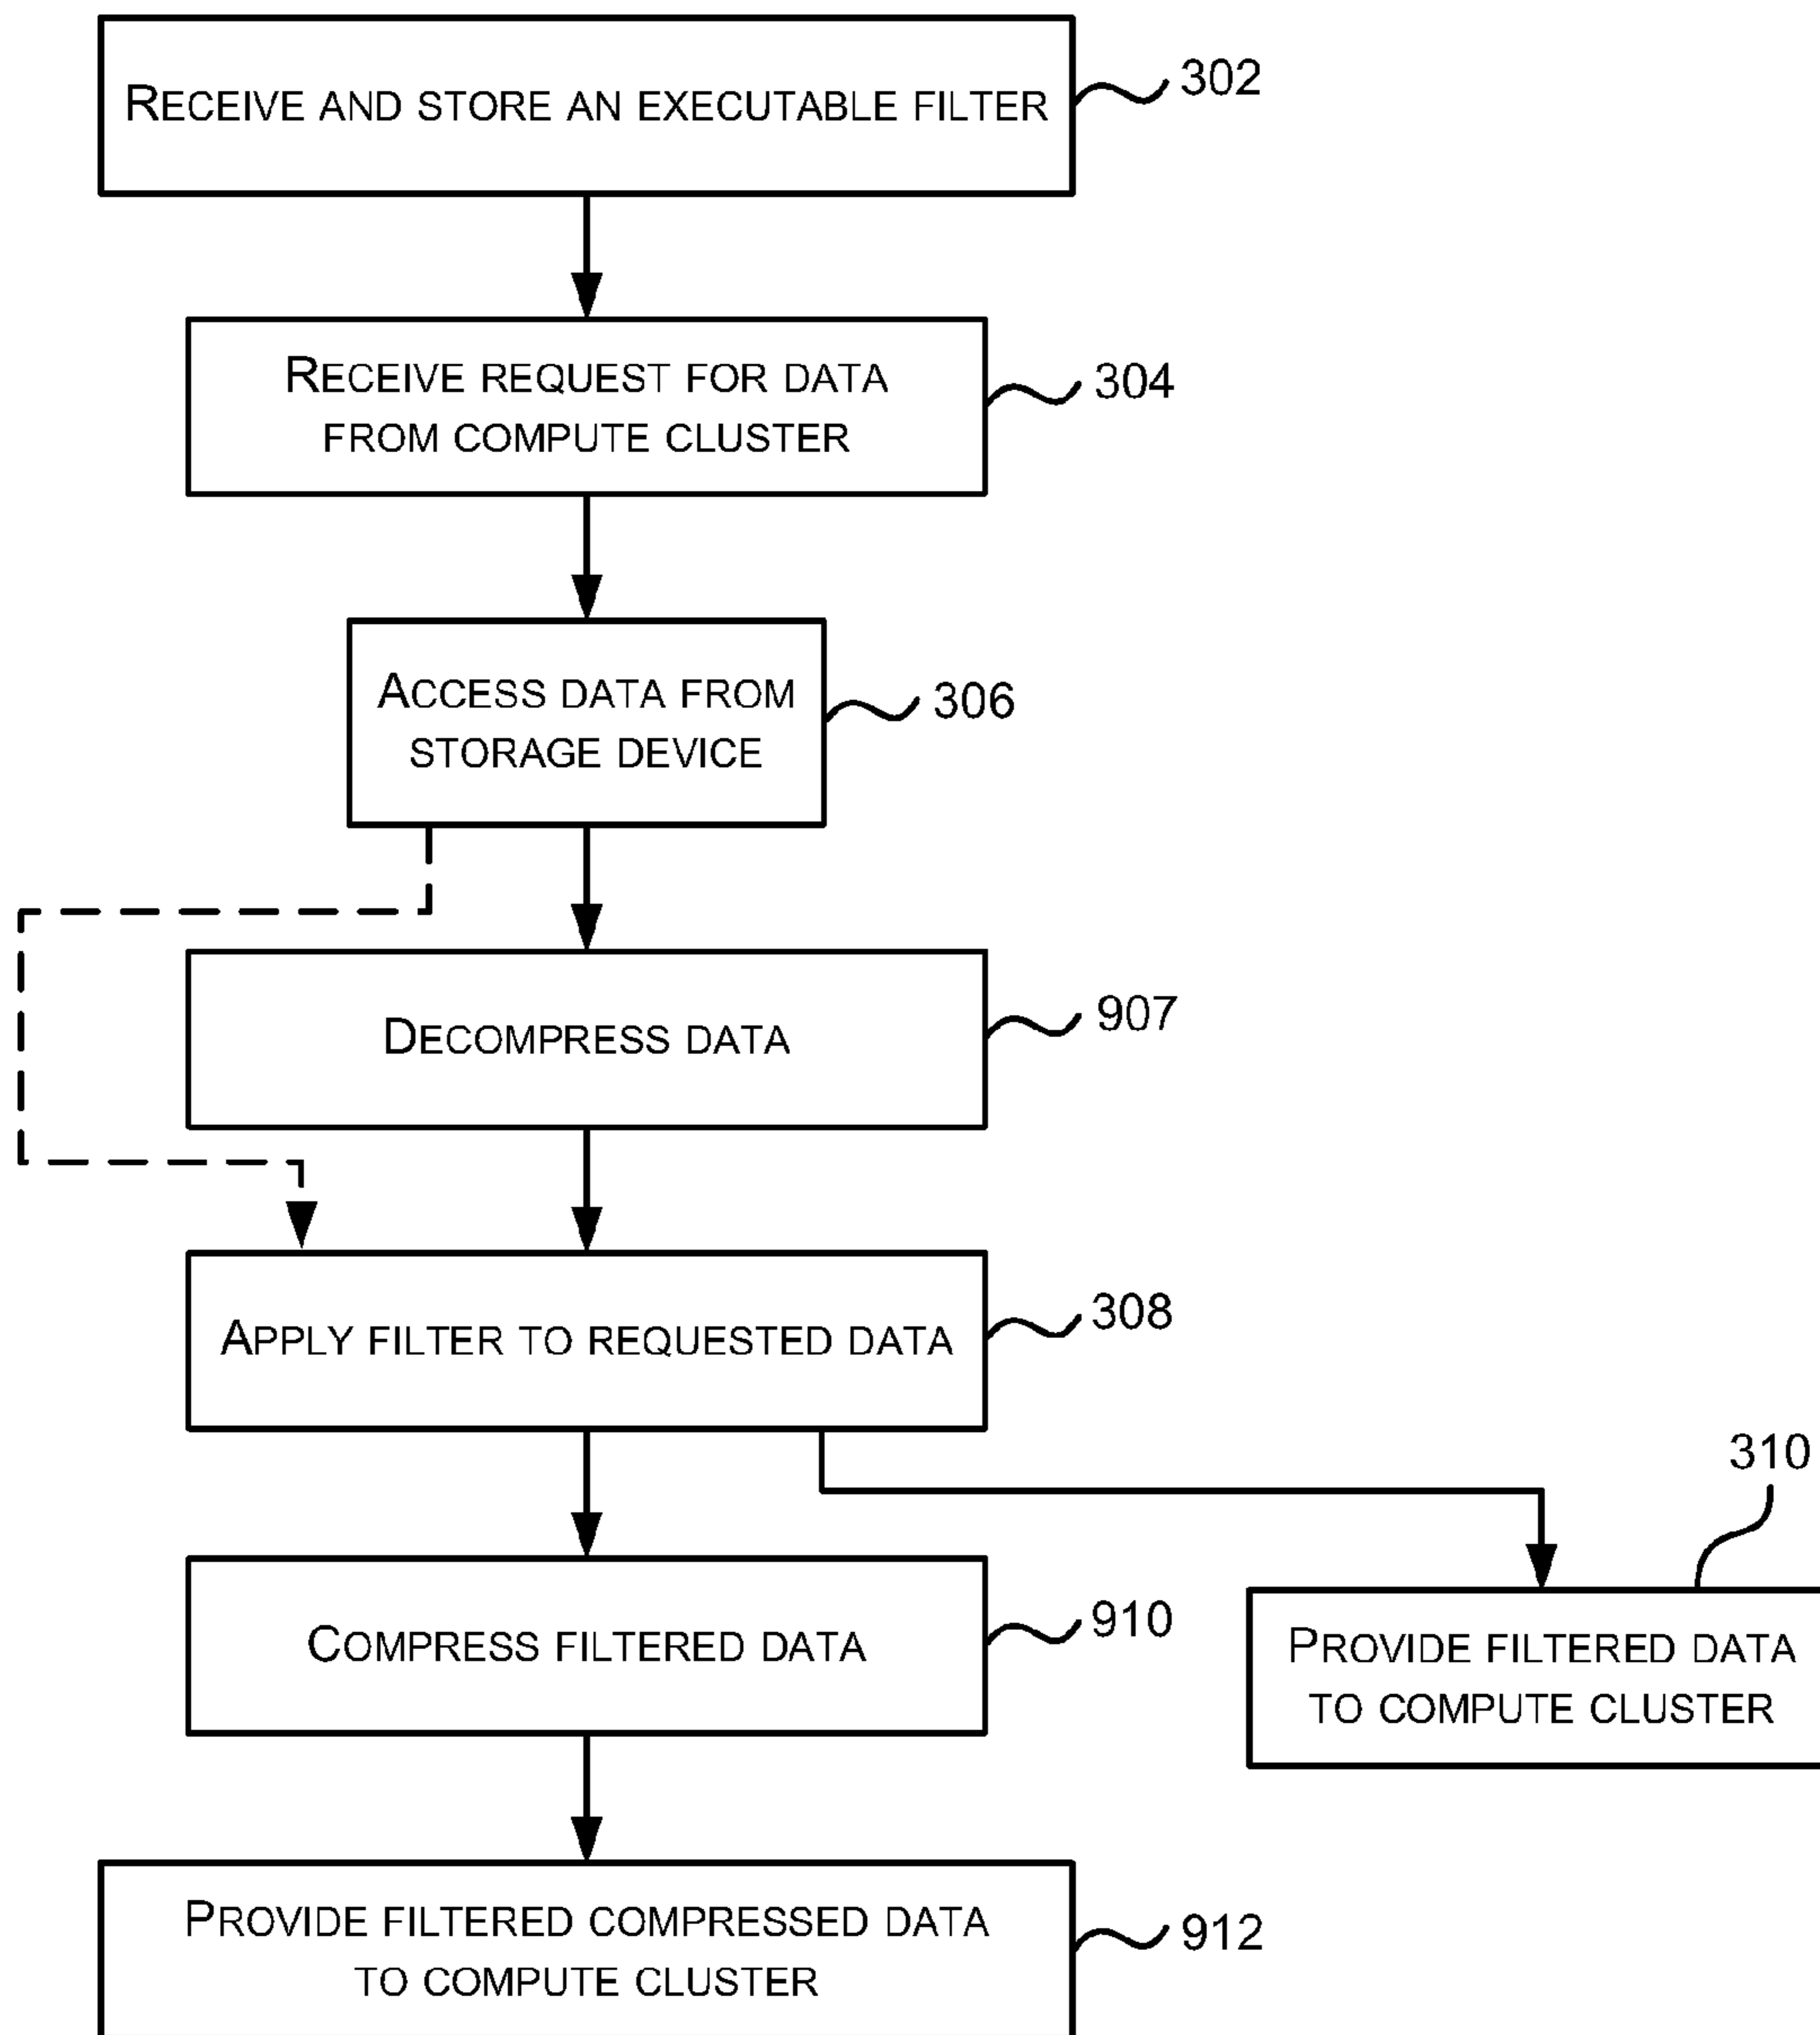 RECEIVE AND STORE AN EXECUTABLE FILTER
302
RECEIVE REQUEST FOR DATA
FROM COMPUTE CLUSTER
304
ACCESS DATA FROM
STORAGE DEVICE
306
DECOMPRESS DATA
907
APPLY FILTER TO REQUESTED DATA
308
310
COMPRESS FILTERED DATA
910
PROVIDE FILTERED DATA
TO COMPUTE CLUSTER
PROVIDE FILTERED COMPRESSED DATA
TO COMPUTE CLUSTER
912